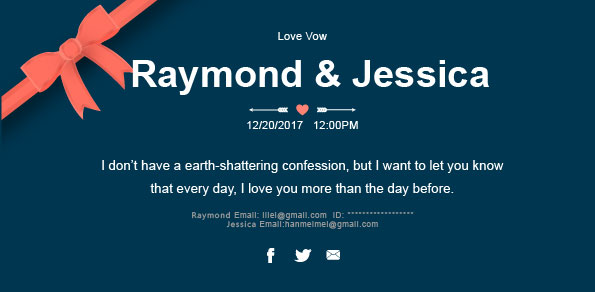 Love Vow
Raymond & Jessica
12/20/2017 12:00PM
I don't have a earth-shattering confession, but I want to let you know
that every day, I love you more than the day before.
Raymond Email: lilei@gmail.com ID: ******************
Jessica Email:hanmeimei@gmail.com